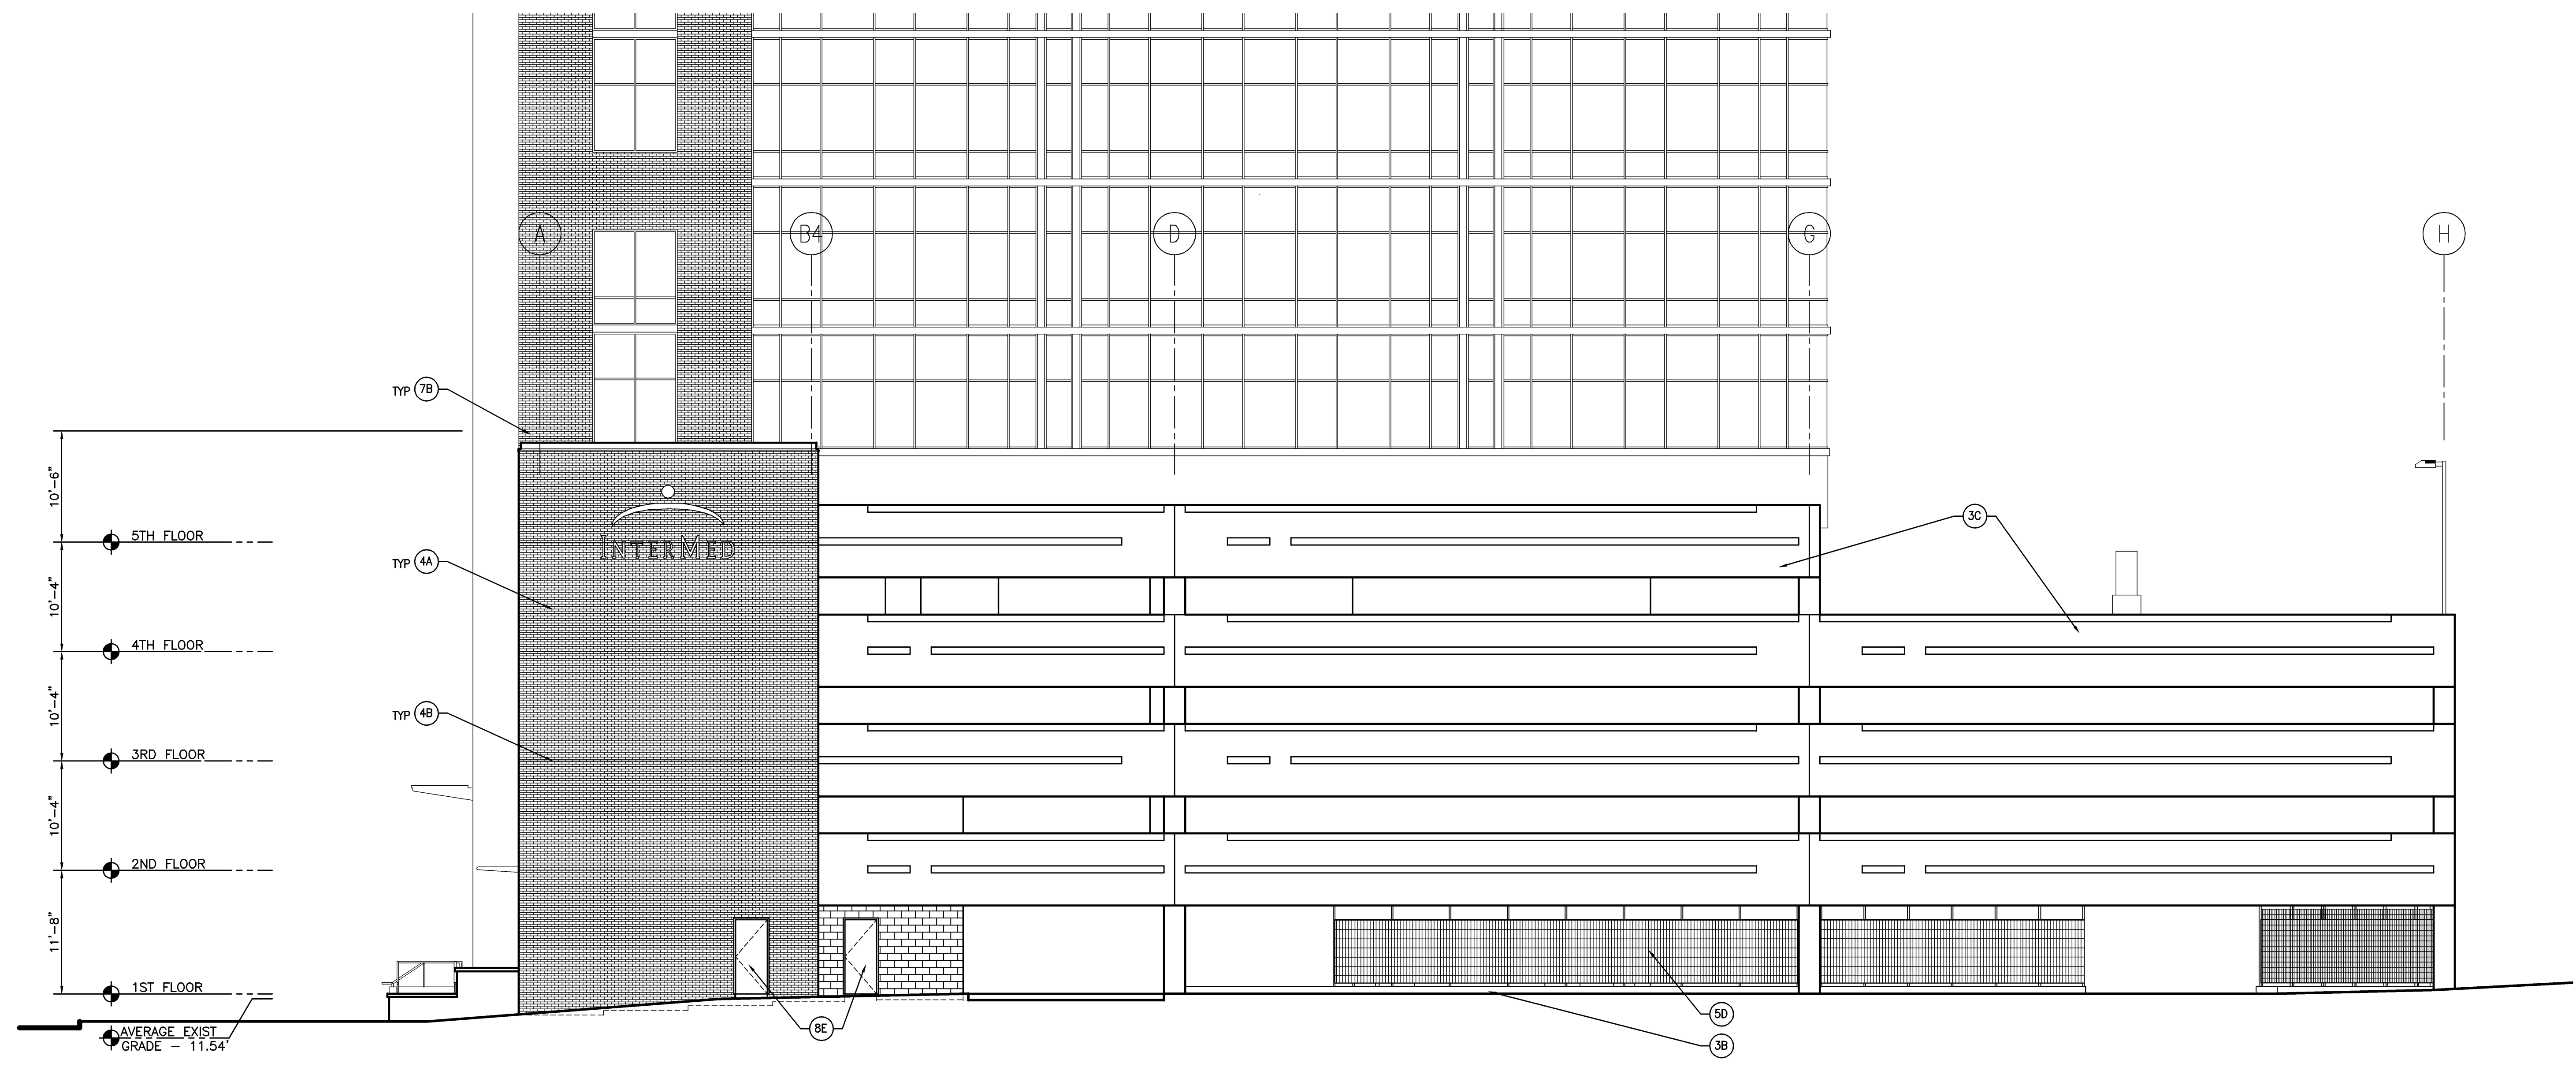 A
B4
D
G
H
TYP 7B
10'-6"
5TH FLOOR
INTERMED
3C
TYP 4A
10'-4"
4TH FLOOR
10'-4"
TYP 4B
3RD FLOOR
10'-4"
2ND FLOOR
11'-8"
1ST FLOOR
5D
8E
AVERAGE EXIST
GRADE - 11.54'
3B